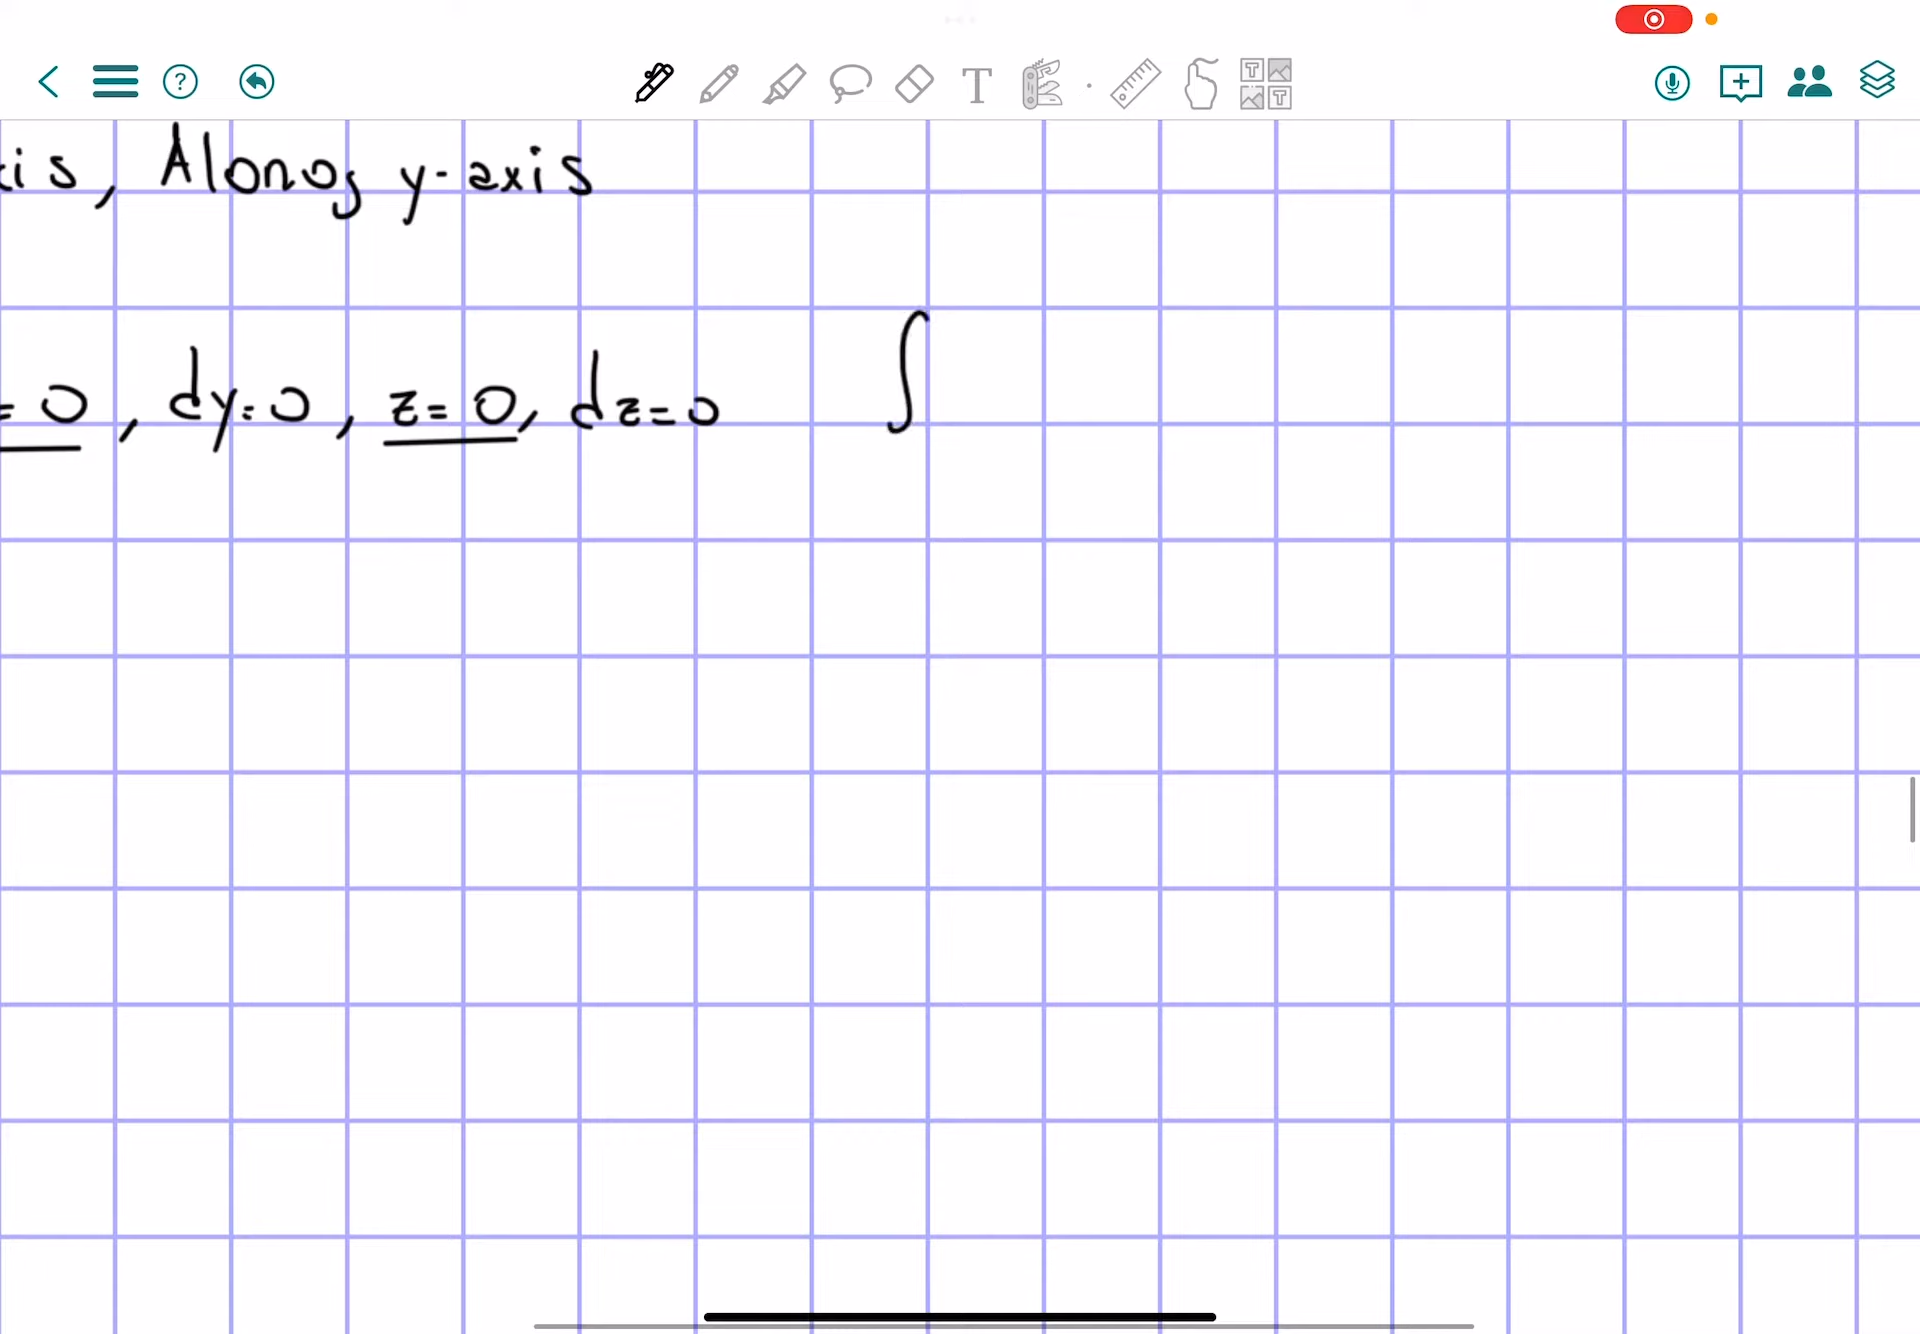 is, Along y-axis
= 0, dy=0, z=0, dz=0 ∫